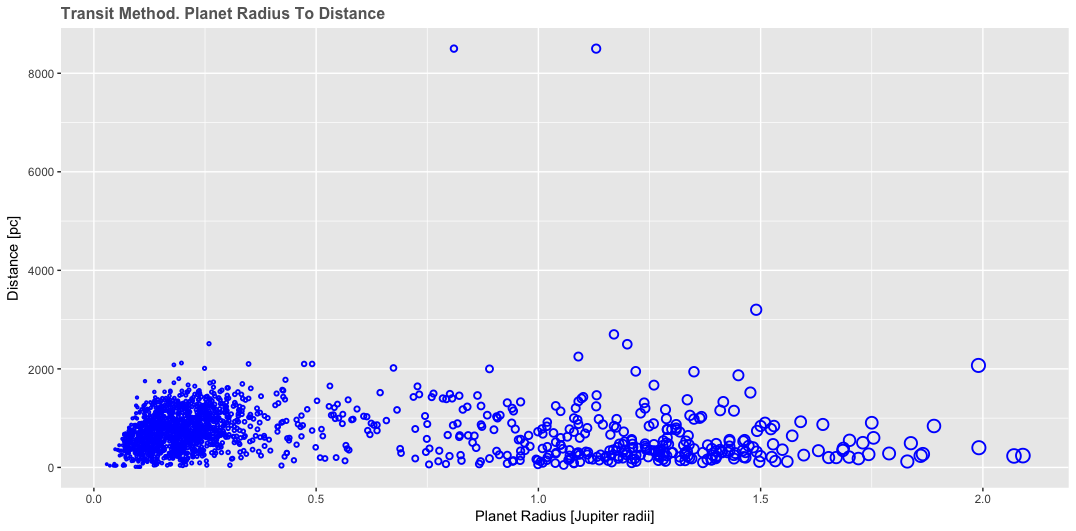 Transit Method. Planet Radius To Distance
8000
6000
4000
2000
0
Distance [pc]
0.0 0.5 1.0 1.5 2.0
Planet Radius [Jupiter radii]